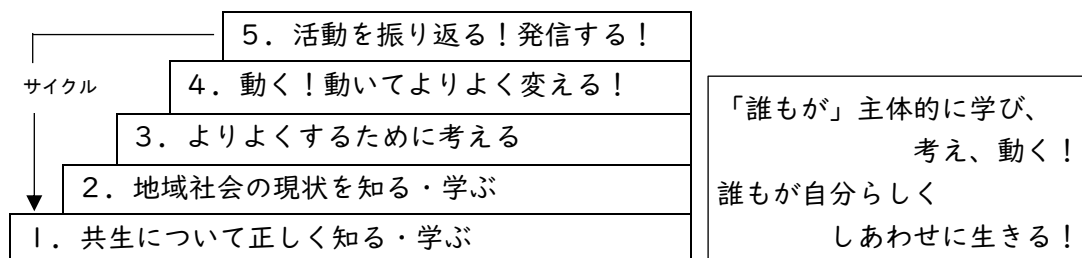 ５．活動を振り返る！発信する！
サイクル
４．動く！動いてよりよく変える！
３．よりよくするために考える
２．地域社会の現状を知る・学ぶ
１．共生について正しく知る・学ぶ
「誰もが」主体的に学び、
考え、動く！
誰もが自分らしく
しあわせに生きる！